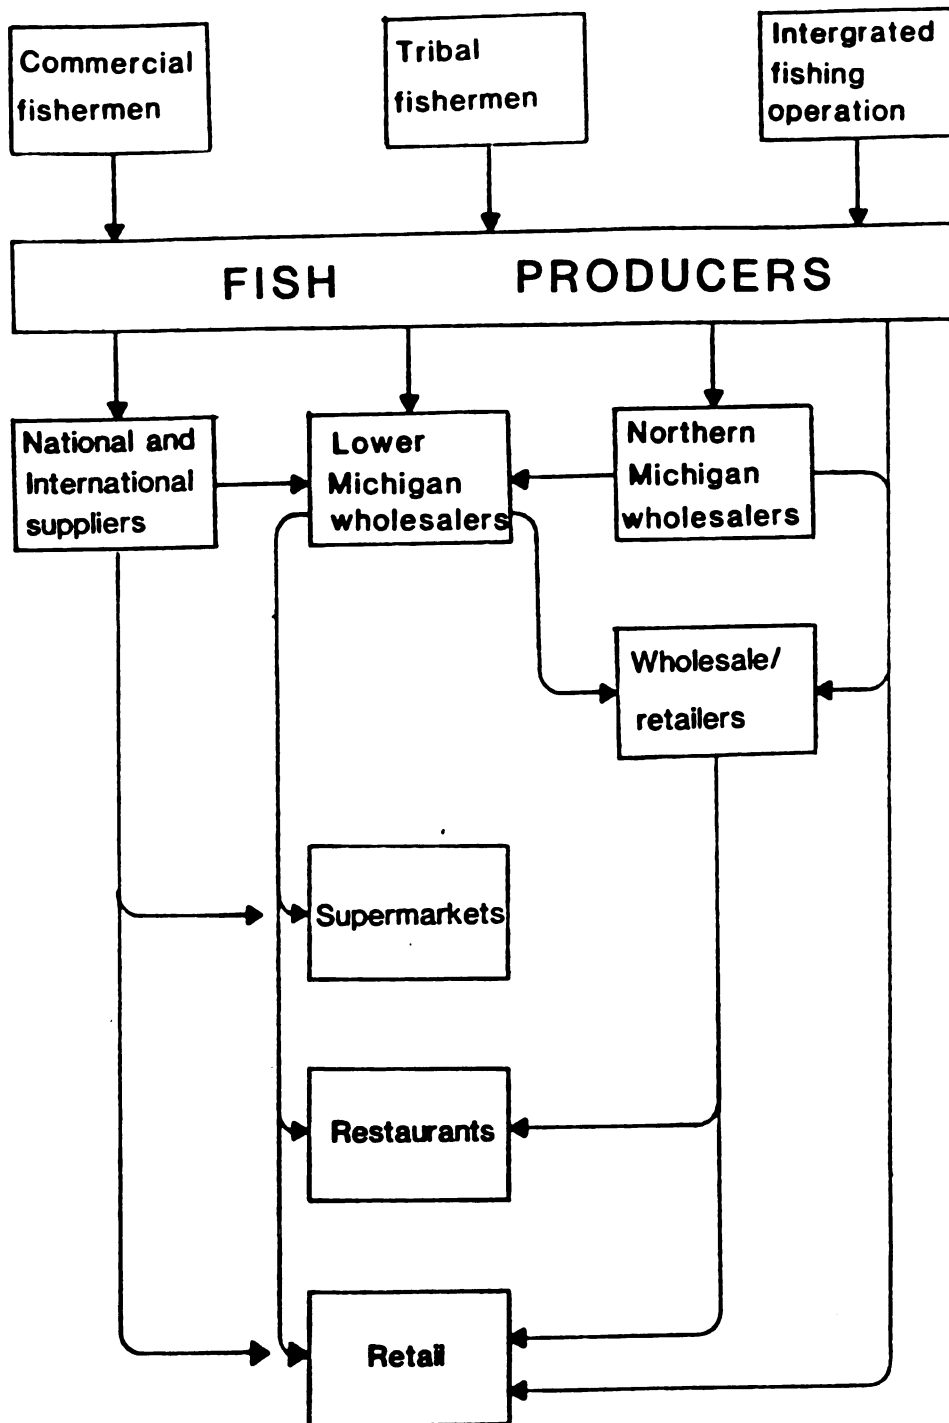 Commercial
fishermen
Tribal
fishermen
Intergrated
fishing
operation
FISH PRODUCERS
National and
International
suppliers
Lower
Michigan
wholesalers
Northern
Michigan
wholesalers
Wholesale/
retailers
Supermarkets
Restaurants
Retail